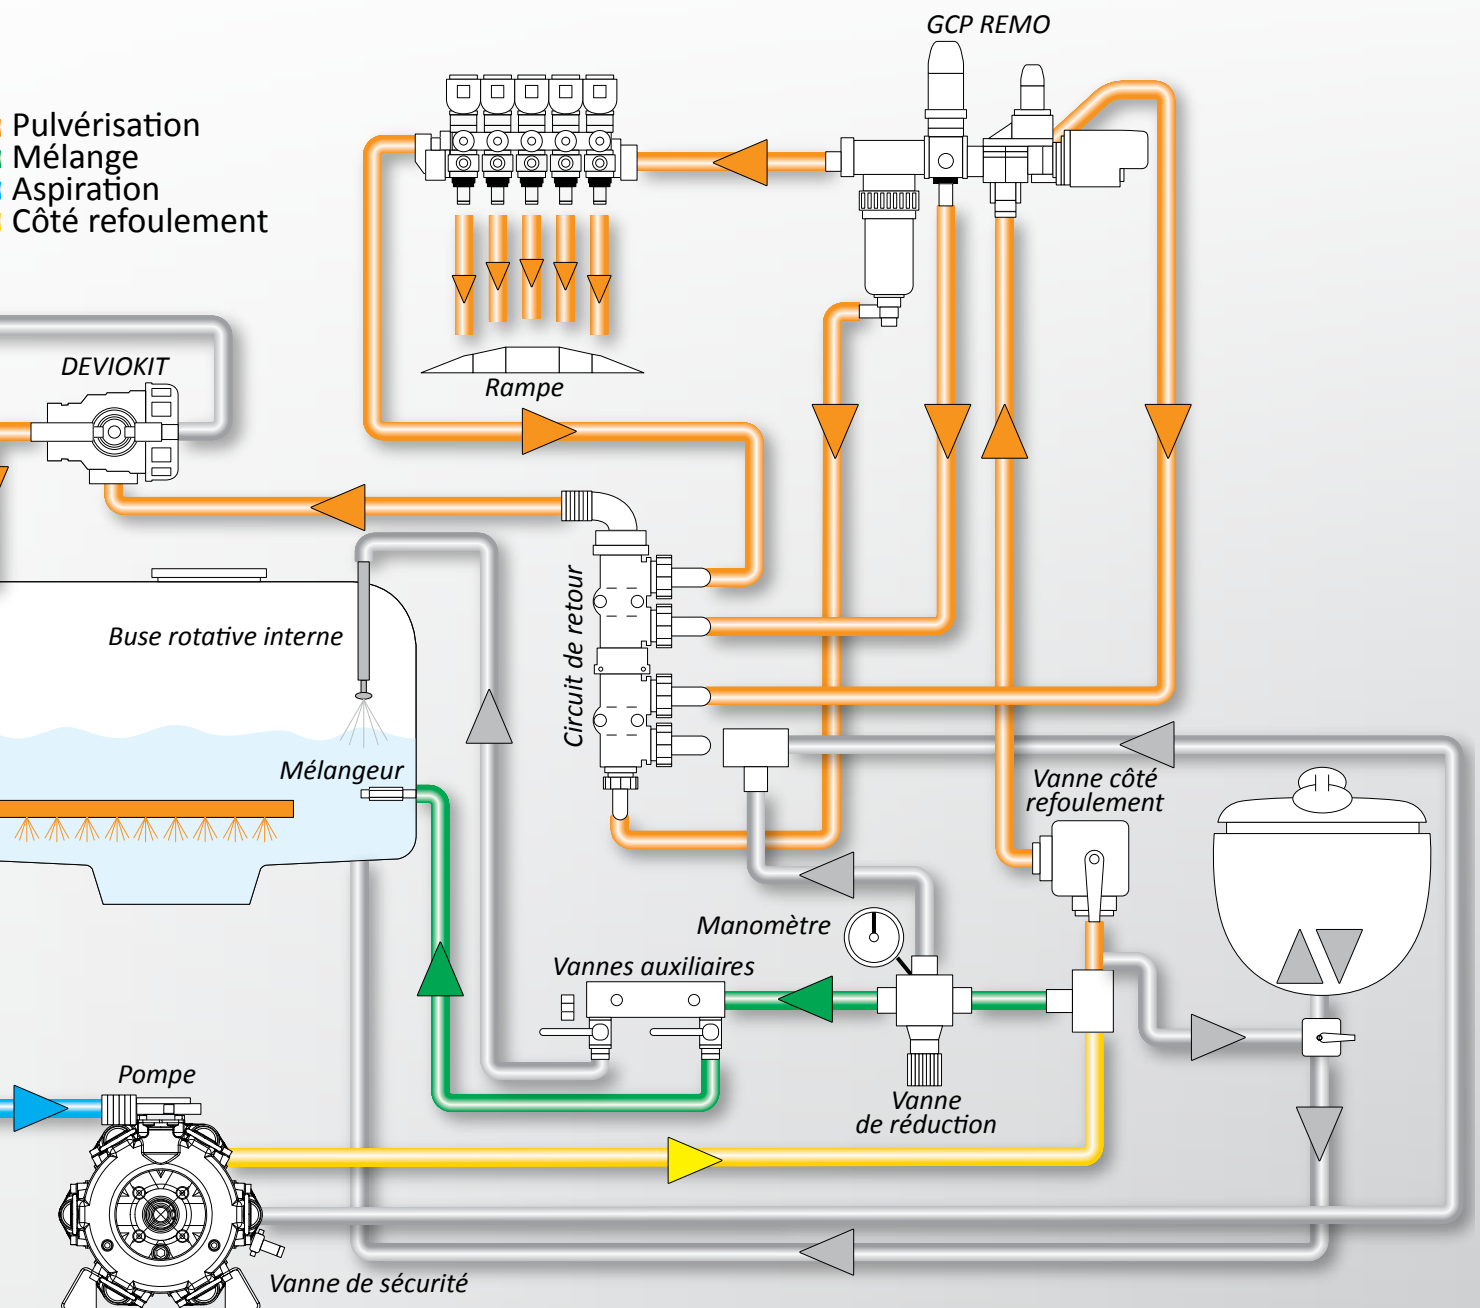 GCP REMO
Pulvérisation
Mélange
Aspiration
Côté refoulement
DEVIOKIT
Rampe
Buse rotative interne
Circuit de retour
Mélangeur
Vanne côté
refoulement
Manomètre
Vannes auxiliaires
Pompe
Vanne
de réduction
Vanne de sécurité